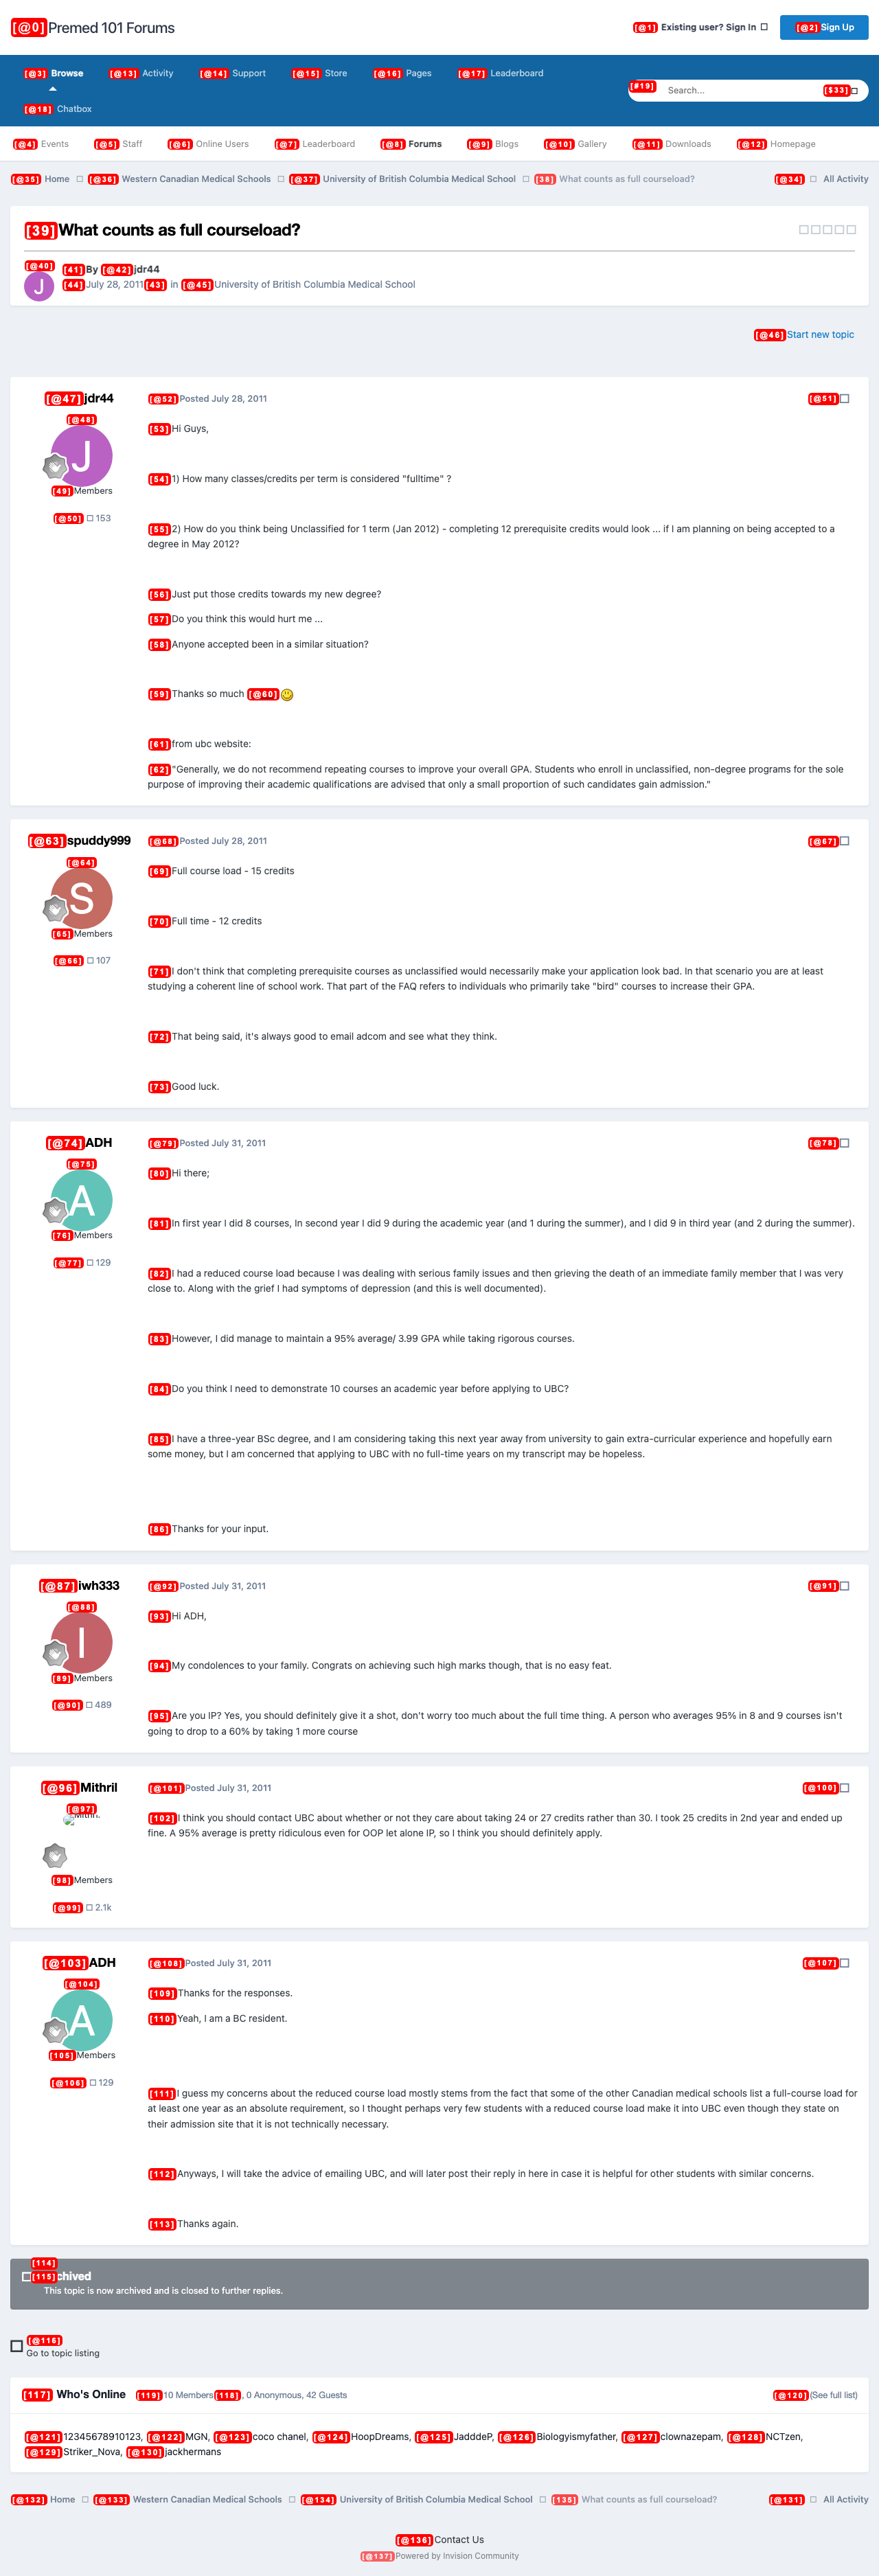 [@0]Premed 101 Forums
[@1] Existing user? Sign In
[@2]Sign Up
[@3] Browse [@13] Activity [@14] Support [@15] Store [@16] Pages [@17] Leaderboard
[@18] Chatbox
[#19] Search... [$33]
[@4] Events [@5] Staff [@6] Online Users [@7] Leaderboard [@8] Forums [@9] Blogs [@10] Gallery [@11] Downloads [@12] Homepage
[@35] Home [@36] Western Canadian Medical Schools [@37] University of British Columbia Medical School [38] What counts as full courseload? [@34] All Activity
[39]What counts as full courseload?
[@40]
J
[41] By [@42]jdr44
[44]July 28, 2011[43] in [@45]University of British Columbia Medical School
[@46]Start new topic
[@47]jdr44
[@48]
J
[49]Members
[@50] 153
[@52]Posted July 28, 2011 [@51]
[53]Hi Guys,
[54]1) How many classes/credits per term is considered "fulltime" ?
[55]2) How do you think being Unclassified for 1 term (Jan 2012) - completing 12 prerequisite credits would look ... if I am planning on being accepted to a
degree in May 2012?
[56]Just put those credits towards my new degree?
[57]Do you think this would hurt me ...
[58]Anyone accepted been in a similar situation?
[59]Thanks so much [@60]
[61]from ubc website:
[62]"Generally, we do not recommend repeating courses to improve your overall GPA. Students who enroll in unclassified, non-degree programs for the sole
purpose of improving their academic qualifications are advised that only a small proportion of such candidates gain admission."
[@63]spuddy999
[@64]
S
[65]Members
[@66] 107
[@68]Posted July 28, 2011 [@67]
[69]Full course load - 15 credits
[70]Full time - 12 credits
[71]I don't think that completing prerequisite courses as unclassified would necessarily make your application look bad. In that scenario you are at least
studying a coherent line of school work. That part of the FAQ refers to individuals who primarily take "bird" courses to increase their GPA.
[72]That being said, it's always good to email adcom and see what they think.
[73]Good luck.
[@74]ADH
[@75]
A
[76]Members
[@77] 129
[@79]Posted July 31, 2011 [@78]
[80]Hi there;
[81]In first year I did 8 courses, In second year I did 9 during the academic year (and 1 during the summer), and I did 9 in third year (and 2 during the summer).
[82]I had a reduced course load because I was dealing with serious family issues and then grieving the death of an immediate family member that I was very
close to. Along with the grief I had symptoms of depression (and this is well documented).
[83]However, I did manage to maintain a 95% average/ 3.99 GPA while taking rigorous courses.
[84]Do you think I need to demonstrate 10 courses an academic year before applying to UBC?
[85]I have a three-year BSc degree, and I am considering taking this next year away from university to gain extra-curricular experience and hopefully earn
some money, but I am concerned that applying to UBC with no full-time years on my transcript may be hopeless.
[86]Thanks for your input.
[@87]iwh333
[@88]
I
[89]Members
[@90] 489
[@92]Posted July 31, 2011 [@91]
[93]Hi ADH,
[94]My condolences to your family. Congrats on achieving such high marks though, that is no easy feat.
[95]Are you IP? Yes, you should definitely give it a shot, don't worry too much about the full time thing. A person who averages 95% in 8 and 9 courses isn't
going to drop to a 60% by taking 1 more course
[@96]Mithril
[@97]
[98]Members
[@99] 2.1k
[@101]Posted July 31, 2011 [@100]
[102]I think you should contact UBC about whether or not they care about taking 24 or 27 credits rather than 30. I took 25 credits in 2nd year and ended up
fine. A 95% average is pretty ridiculous even for OOP let alone IP, so I think you should definitely apply.
[@103]ADH
[@104]
A
[105]Members
[@106] 129
[@108]Posted July 31, 2011 [@107]
[109]Thanks for the responses.
[110]Yeah, I am a BC resident.
[111]I guess my concerns about the reduced course load mostly stems from the fact that some of the other Canadian medical schools list a full-course load for
at least one year as an absolute requirement, so I thought perhaps very few students with a reduced course load make it into UBC even though they state on
their admission site that it is not technically necessary.
[112]Anyways, I will take the advice of emailing UBC, and will later post their reply in here in case it is helpful for other students with similar concerns.
[113]Thanks again.
[114]
[115]chived
This topic is now archived and is closed to further replies.
[@116]
Go to topic listing
[117] Who's Online [119]10 Members[118], 0 Anonymous, 42 Guests [@120](See full list)
[@121]12345678910123, [@122]MGN, [@123]coco chanel, [@124]HoopDreams, [@125]JadddeP, [@126]Biologyismyfather, [@127]clownazepam, [@128]NCTzen,
[@129]Striker_Nova, [@130]jackhermans
[@132] Home [@133] Western Canadian Medical Schools [@134] University of British Columbia Medical School [135] What counts as full courseload? [@131] All Activity
[@136]Contact Us
[@137]Powered by Invision Community